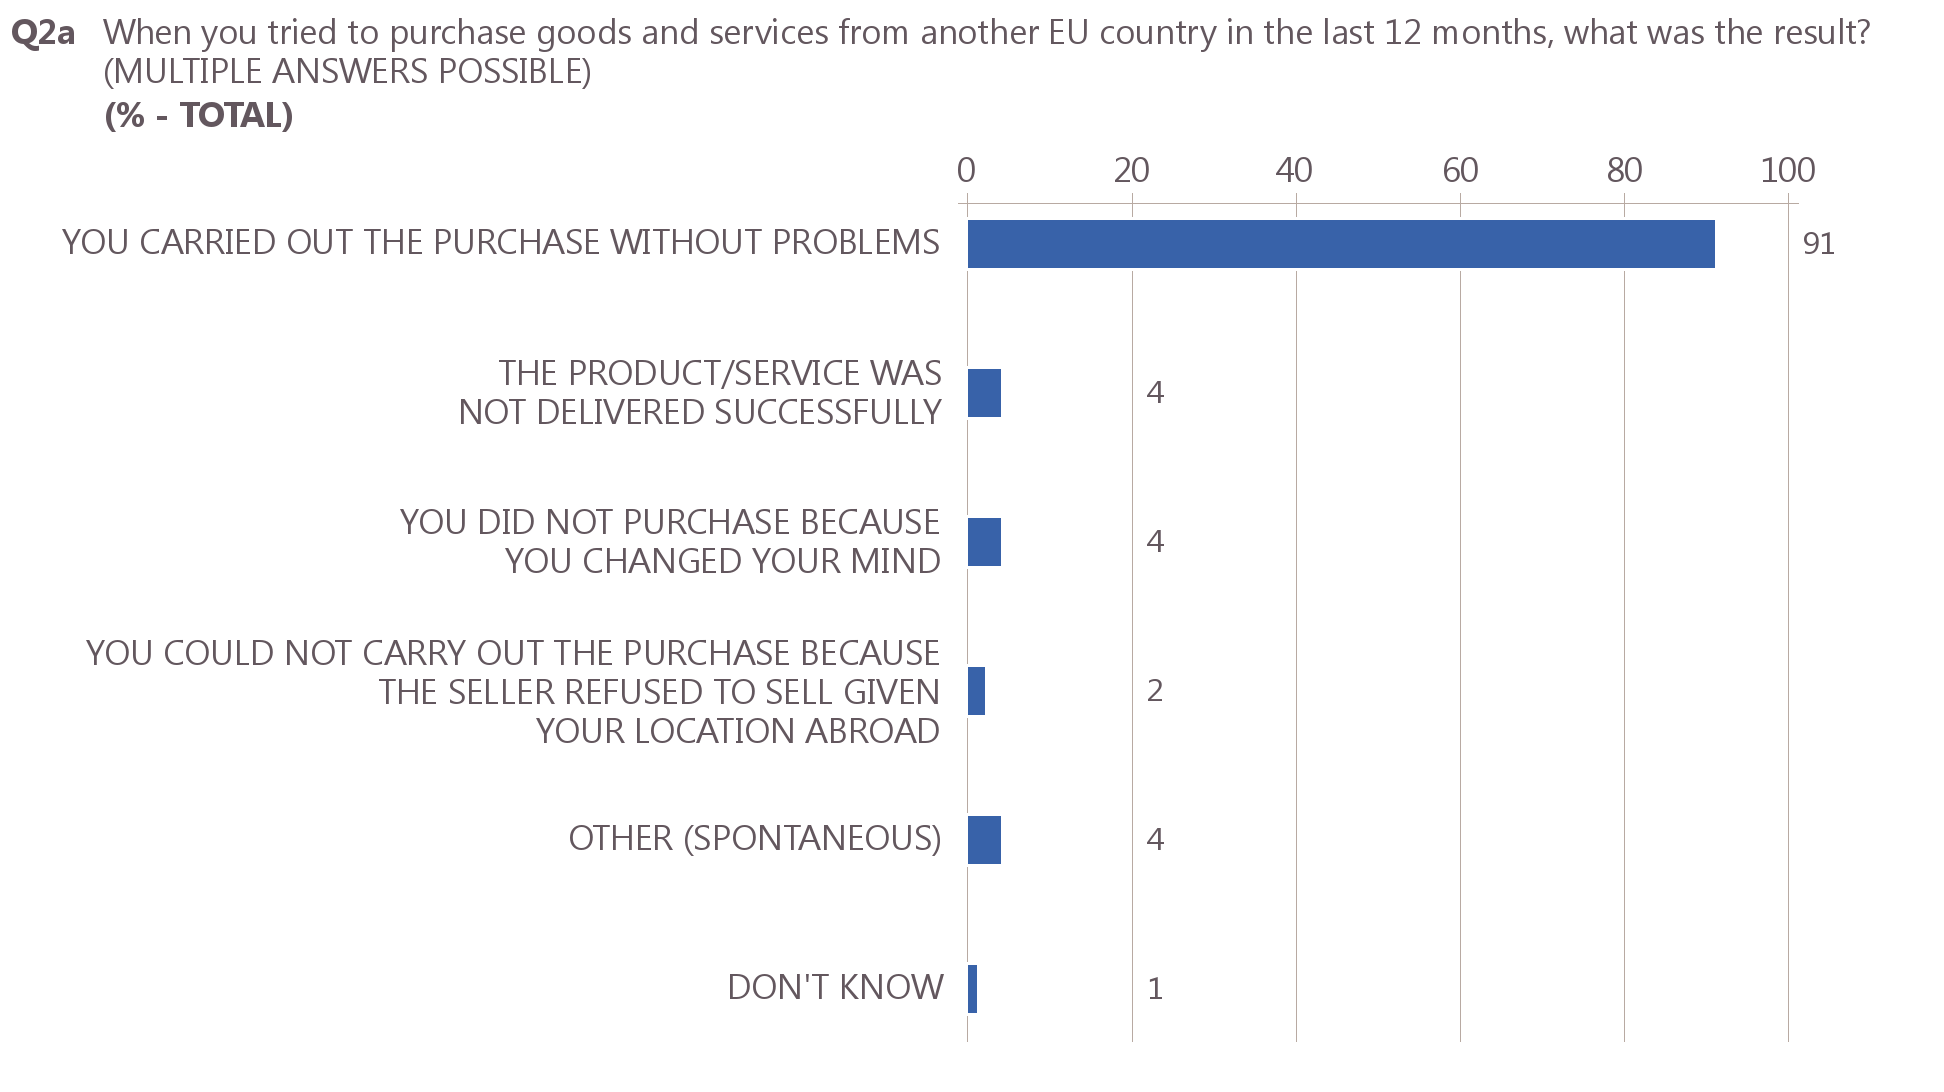 Q2a When you tried to purchase goods and services from another EU country in the last 12 months, what was the result?
(MULTIPLE ANSWERS POSSIBLE)
(% - TOTAL)
0 20 40 60 80 100
YOU CARRIED OUT THE PURCHASE WITHOUT PROBLEMS 91
THE PRODUCT/SERVICE WAS
NOT DELIVERED SUCCESSFULLY
4
YOU DID NOT PURCHASE BECAUSE
YOU CHANGED YOUR MIND
4
YOU COULD NOT CARRY OUT THE PURCHASE BECAUSE
THE SELLER REFUSED TO SELL GIVEN
YOUR LOCATION ABROAD
2
OTHER (SPONTANEOUS) 4
DON'T KNOW 1